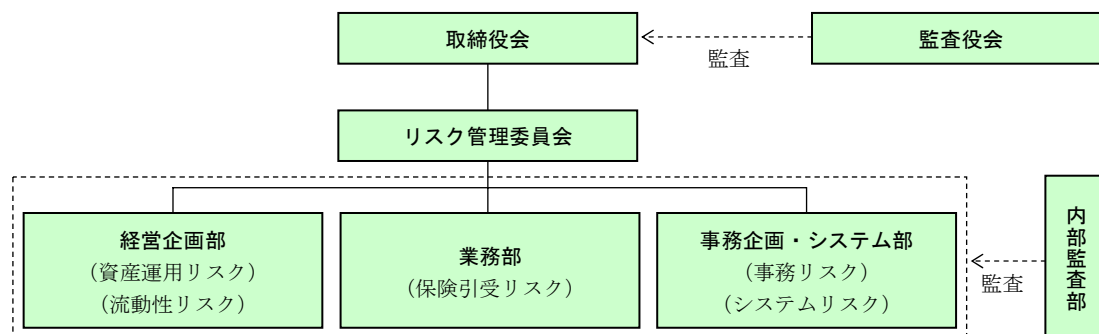 取締役会
監査役会
監査
リスク管理委員会
経営企画部
（資産運用リスク）
（流動性リスク）
業務部
（保険引受リスク）
事務企画・システム部
（事務リスク）
（システムリスク）
監査
内部監査部